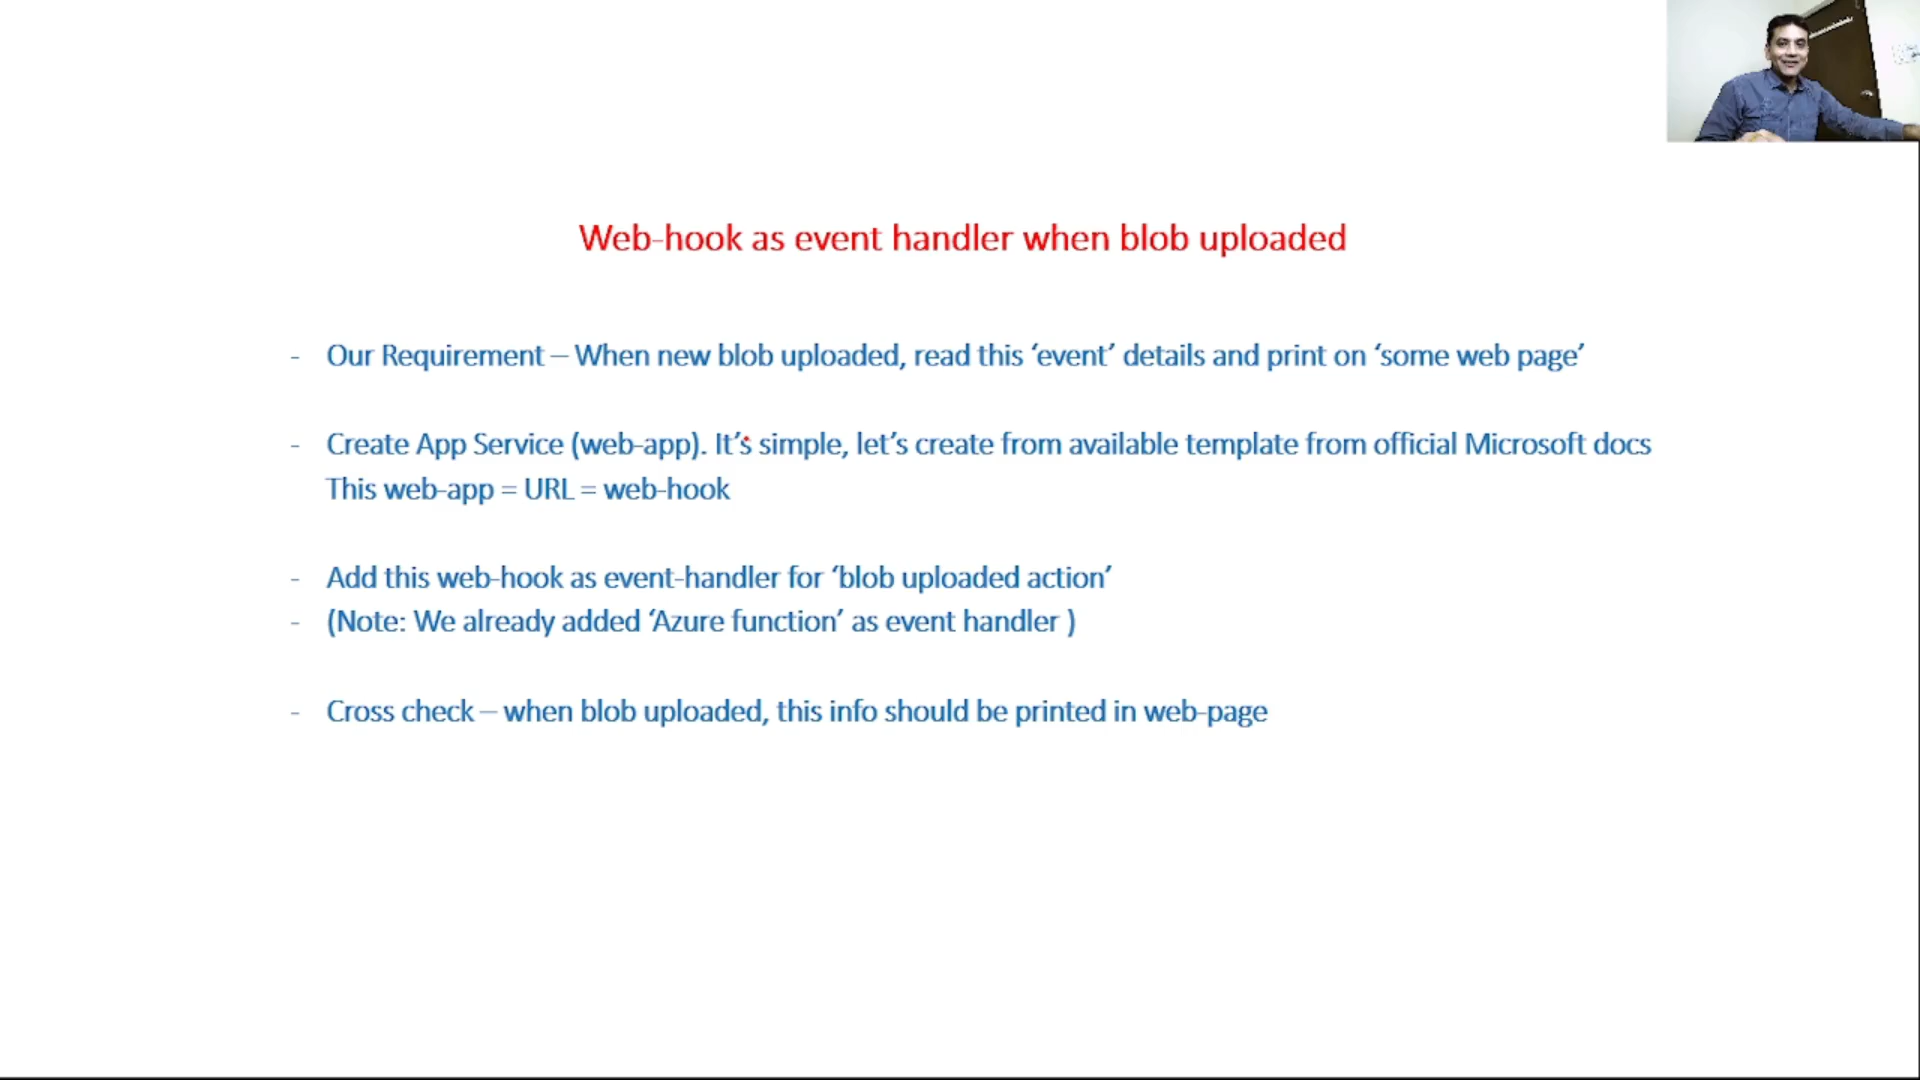 Web-hook as event handler when blob uploaded
- Our Requirement – When new blob uploaded, read this ‘event’ details and print on ‘some web page’
- Create App Service (web-app). It’s simple, let’s create from available template from official Microsoft docs
This web-app = URL = web-hook
- Add this web-hook as event-handler for ‘blob uploaded action’
- (Note: We already added ‘Azure function’ as event handler )
- Cross check – when blob uploaded, this info should be printed in web-page